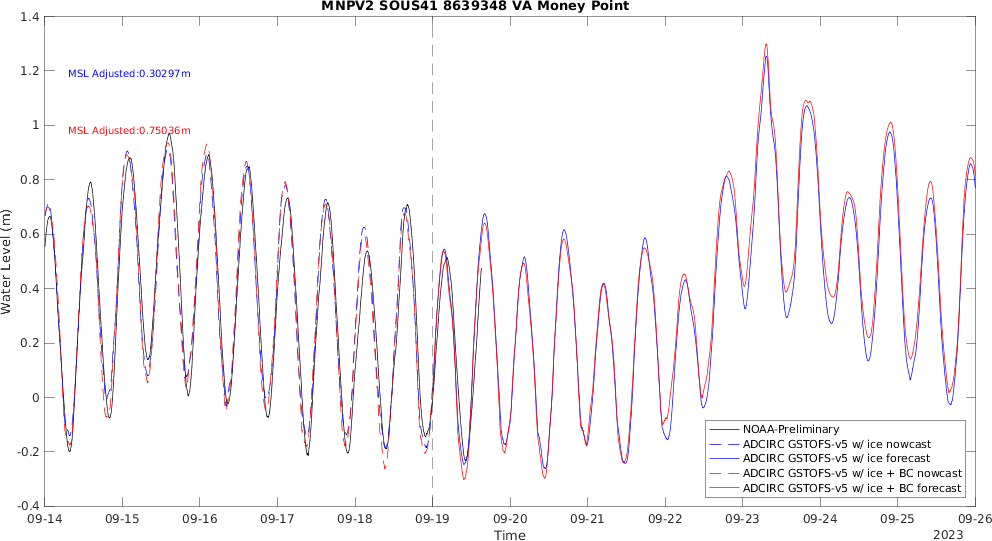 MNPV2 SOUS41 8639348 VA Money Point
1.4
1.2
1
0.8
0.6
0.4
0.2
0
-0.2
-0.4
Water Level (m)
MSL Adjusted:0.30297m
MSL Adjusted:0.75036m
NOAA-Preliminary
ADCIRC GSTOFS-v5 w/ ice nowcast
ADCIRC GSTOFS-v5 w/ ice forecast
ADCIRC GSTOFS-v5 w/ ice + BC nowcast
ADCIRC GSTOFS-v5 w/ ice + BC forecast
09-14 09-15 09-16 09-17 09-18 09-19 09-20 09-21 09-22 09-23 09-24 09-25 09-26
Time
2023